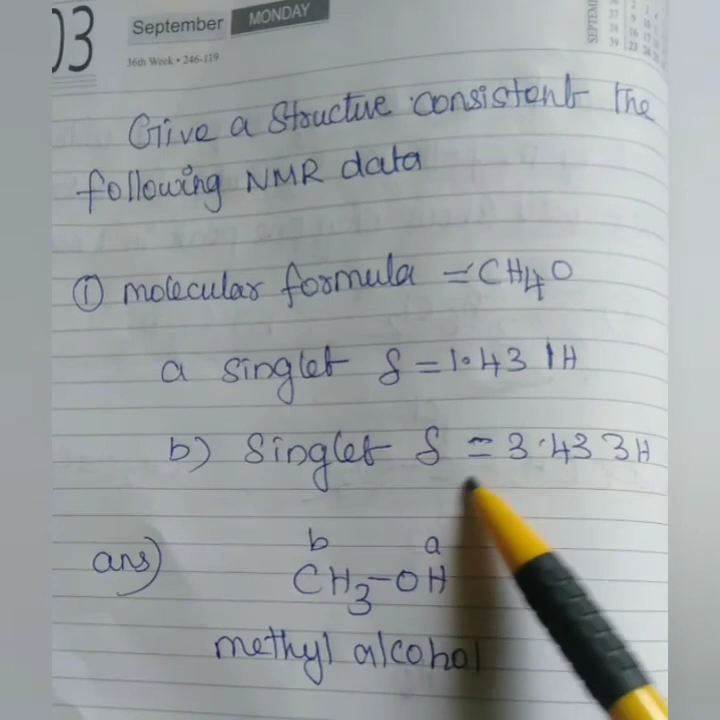 03
September MONDAY
36th Week • 246-119
Give a Structure consistent the
following NMR data
① molecular formula = CH4O
a singlet δ = 1.43 1H
b) Singlet δ = 3.43 3H
b a
ans) CH3-OH
methyl alcohol